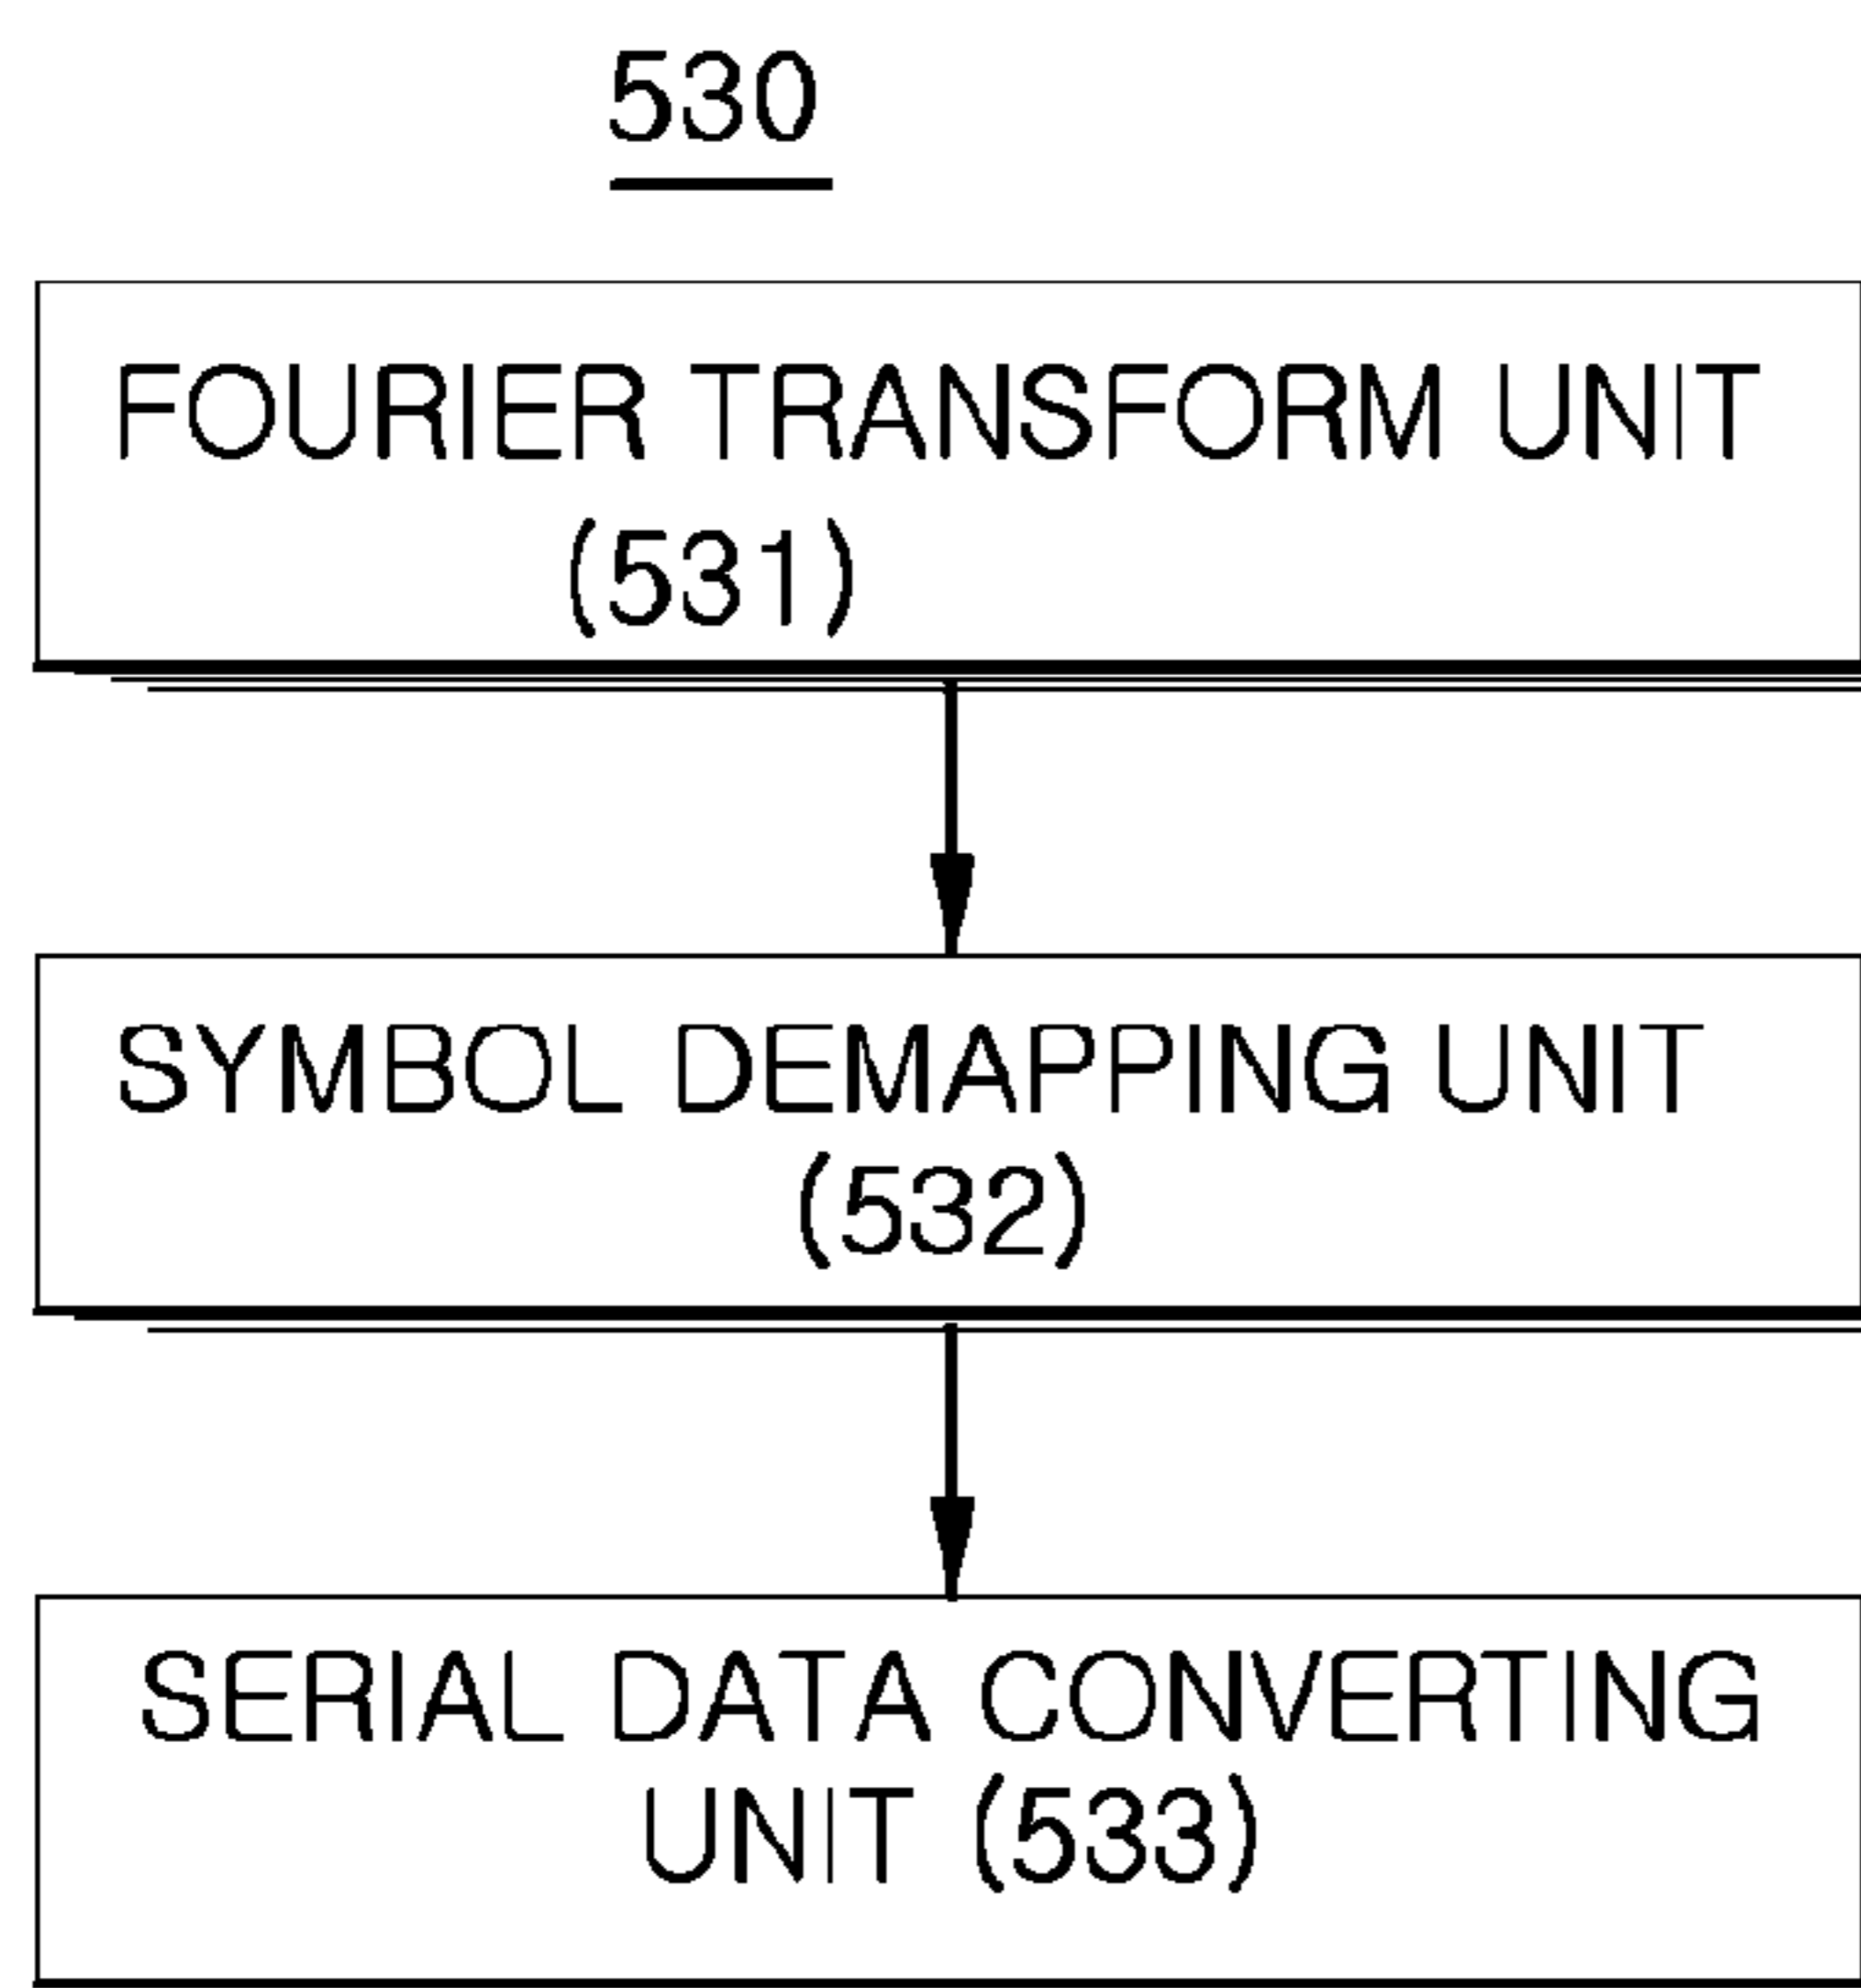 530
FOURIER TRANSFORM UNIT
(531)
SYMBOL DEMAPPING UNIT
(532)
SERIAL DATA CONVERTING
UNIT (533)